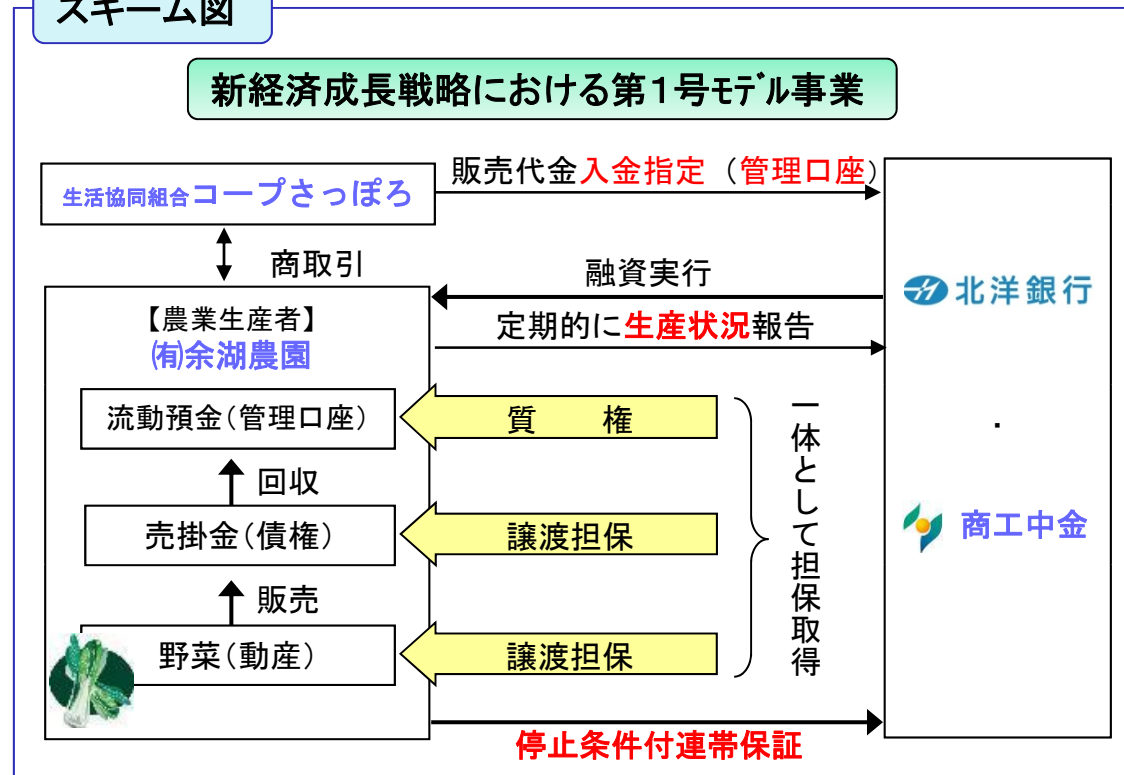 スキーム図
新経済成長戦略における第1号ﾓﾃﾞﾙ事業
生活協同組合コープさっぽろ
販売代金入金指定（管理口座）
商取引
融資実行
【農業生産者】
㈲余湖農園
定期的に生産状況報告
北洋銀行
・
商工中金
流動預金（管理口座）
質　権
回収
売掛金（債権）
譲渡担保
販売
野菜（動産）
譲渡担保
一体として担保取得
停止条件付連帯保証